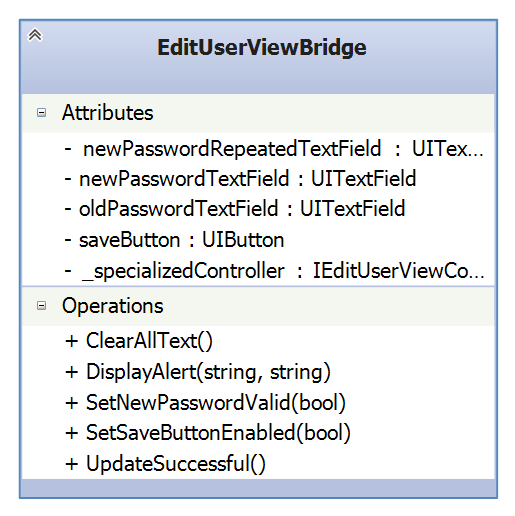 EditUserViewBridge
Attributes
- newPasswordRepeatedTextField : UITex...
- newPasswordTextField : UITextField
- oldPasswordTextField : UITextField
- saveButton : UIButton
- _specializedController : IEditUserViewCo...
Operations
+ ClearAllText()
+ DisplayAlert(string, string)
+ SetNewPasswordValid(bool)
+ SetSaveButtonEnabled(bool)
+ UpdateSuccessful()